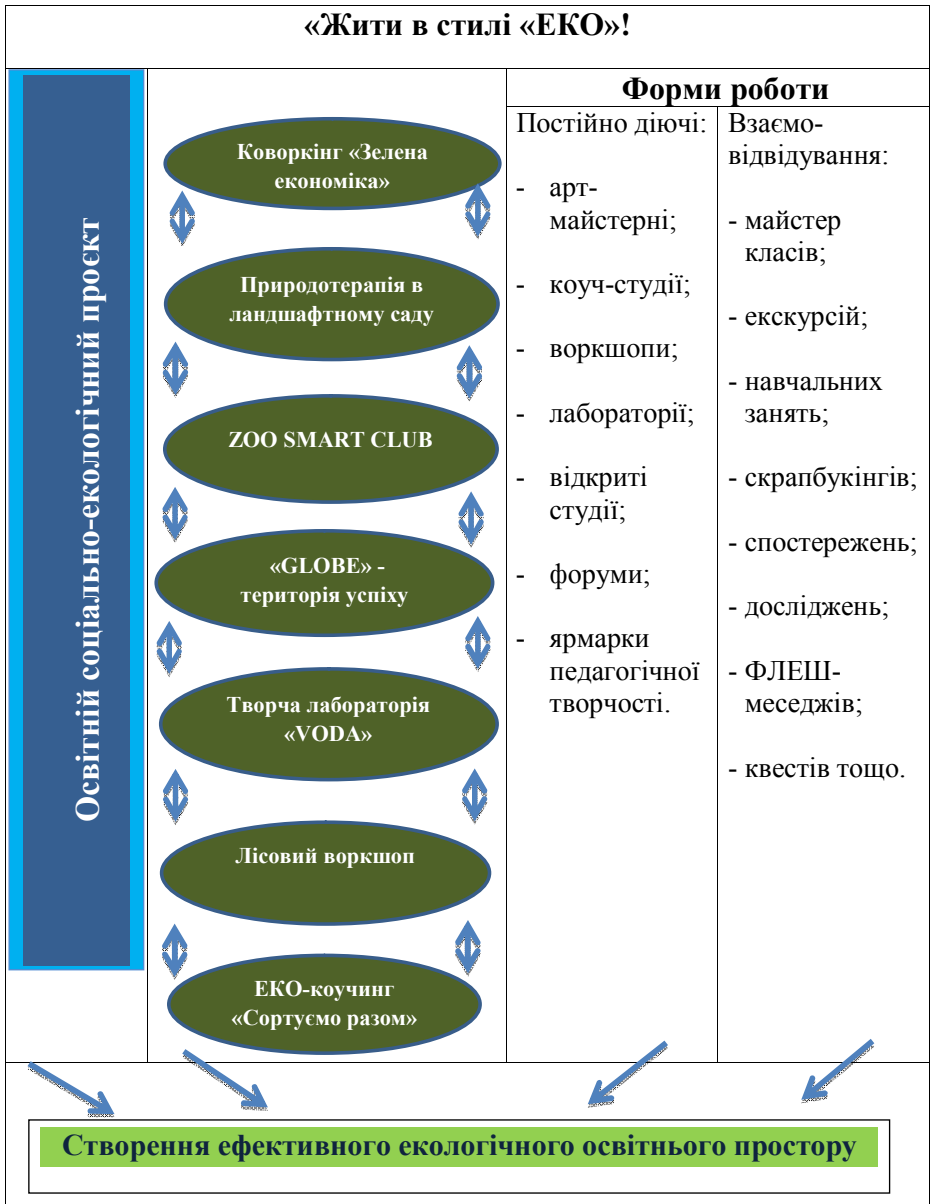 «Жити в стилі «ЕКО»!
Освітній соціально-екологічний проєкт
Коворкінг «Зелена
економіка»
Природотерапія в
ландшафтному саду
ZOO SMART CLUB
«GLOBE» -
територія успіху
Творча лабораторія
«VODA»
Лісовий воркшоп
ЕКО-коучинг
«Сортуємо разом»
Форми роботи
Постійно діючі:
- арт-
майстерні;
- коуч-студії;
- воркшопи;
- лабораторії;
- відкриті
студії;
- форуми;
- ярмарки
педагогічної
творчості.
Взаємо-
відвідування:
- майстер
класів;
- екскурсій;
- навчальних
занять;
- скрапбукінгів;
- спостережень;
- досліджень;
- ФЛЕШ-
меседжів;
- квестів тощо.
Створення ефективного екологічного освітнього простору